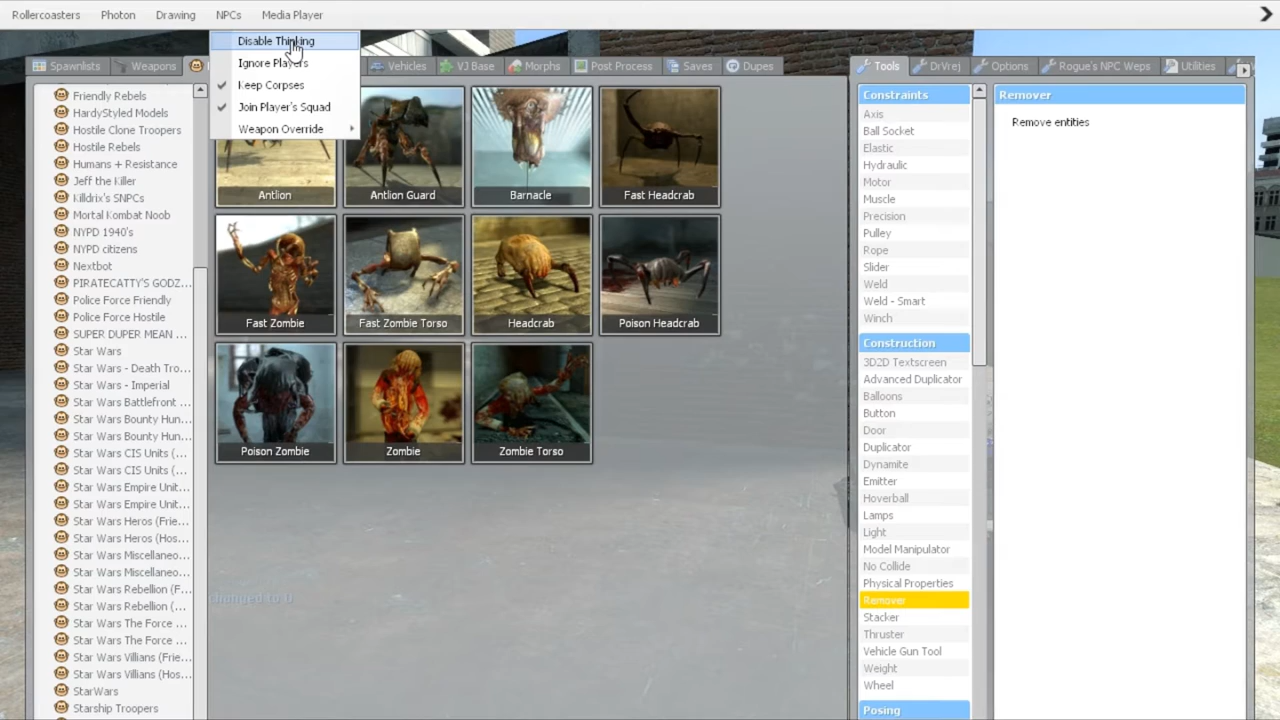 Rollercoasters Photon Drawing NPCs Media Player
Disable Thinking
Ignore Players
Keep Corpses
Join Player's Squad
Weapon Override
Spawnlists Weapons Vehicles VJ Base Morphs Post Process Saves Dupes
Friendly Rebels
HardyStyled Models
Hostile Clone Troopers
Hostile Rebels
Humans + Resistance
Jeff the Killer
Killdrix's SNPCs
Mortal Kombat Noob
NYPD 1940's
NYPD citizens
Nextbot
PIRATECATTY'S GODZ...
Police Force Friendly
Police Force Hostile
SUPER DUPER MEAN ...
Star Wars
Star Wars - Death Tro...
Star Wars - Imperial
Star Wars Battlefront ...
Star Wars Bounty Hun...
Star Wars Bounty Hun...
Star Wars CIS Units (...
Star Wars CIS Units (...
Star Wars Empire Unit...
Star Wars Empire Unit...
Star Wars Heros (Frie...
Star Wars Heros (Hos...
Star Wars Miscellaneo...
Star Wars Miscellaneo...
Star Wars Rebellion (F...
Star Wars Rebellion (...
Star Wars The Force ...
Star Wars The Force ...
Star Wars Villians (Frie...
Star Wars Villians (Hos...
StarWars
Starship Troopers
Antlion Antlion Guard Barnacle Fast Headcrab
Fast Zombie Fast Zombie Torso Headcrab Poison Headcrab
Poison Zombie Zombie Zombie Torso
changed to 0
Tools DrVrej Options Rogue's NPC Weps Utilities
Constraints
Axis
Ball Socket
Elastic
Hydraulic
Motor
Muscle
Precision
Pulley
Rope
Slider
Weld
Weld - Smart
Winch
Construction
3D2D Textscreen
Advanced Duplicator
Balloons
Button
Door
Duplicator
Dynamite
Emitter
Hoverball
Lamps
Light
Model Manipulator
No Collide
Physical Properties
Remover
Stacker
Thruster
Vehicle Gun Tool
Weight
Wheel
Posing
Remover
Remove entities